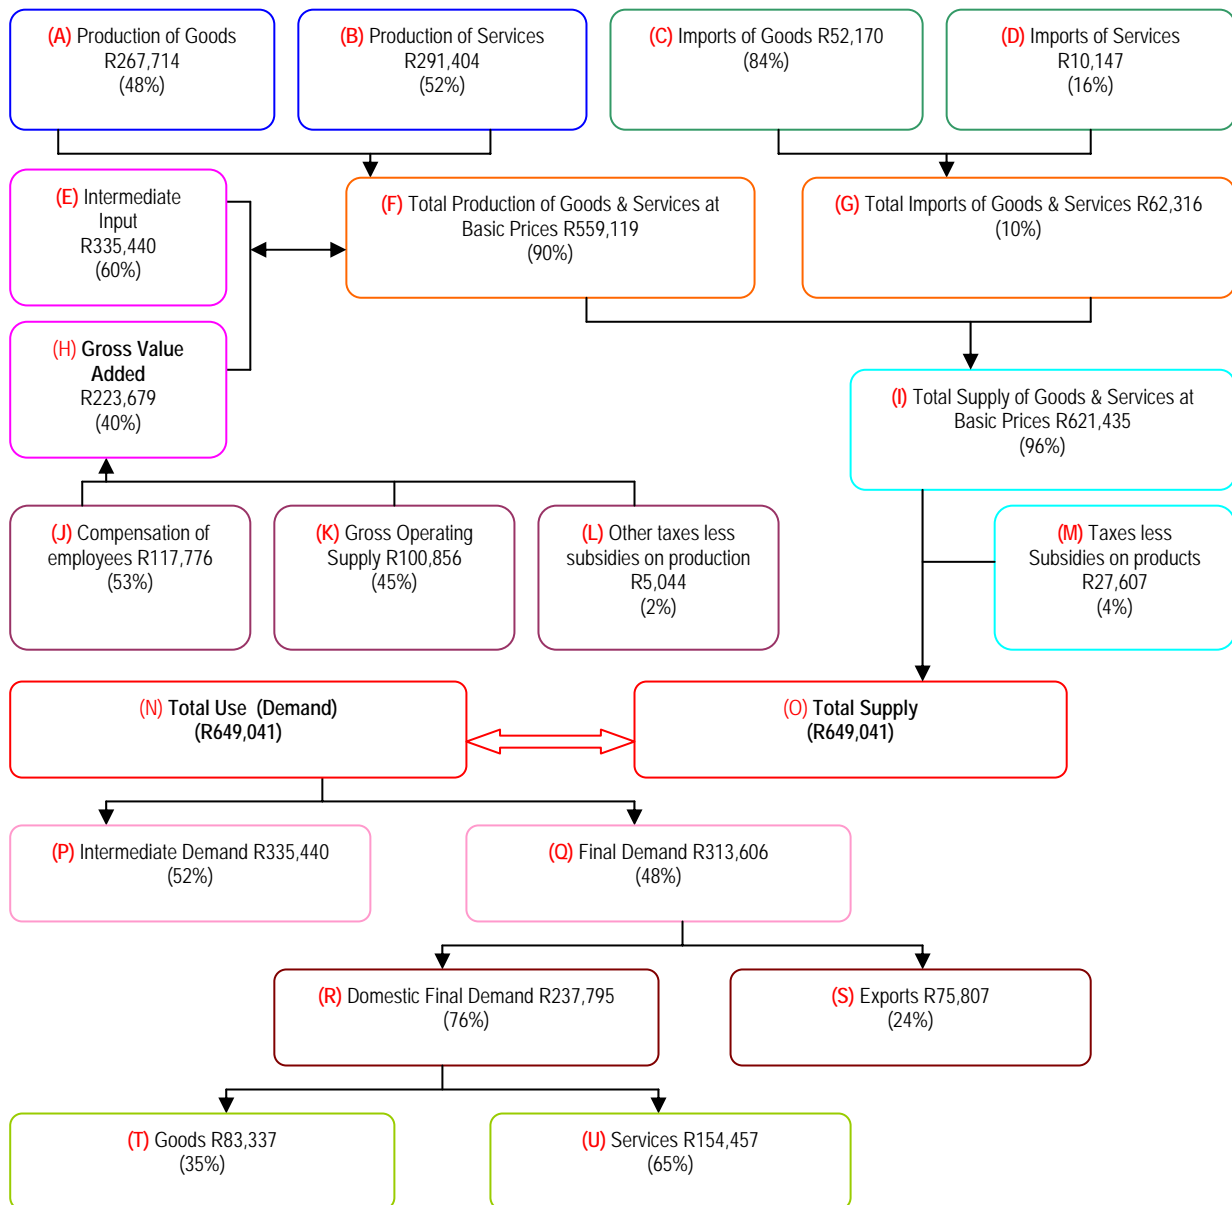 (A) Production of Goods
R267,714
(48%)
(B) Production of Services
R291,404
(52%)
(C) Imports of Goods R52,170
(84%)
(D) Imports of Services
R10,147
(16%)
(E) Intermediate
Input
R335,440
(60%)
(F) Total Production of Goods & Services at
Basic Prices R559,119
(90%)
(G) Total Imports of Goods & Services R62,316
(10%)
(H) Gross Value
Added
R223,679
(40%)
(I) Total Supply of Goods & Services at
Basic Prices R621,435
(96%)
(J) Compensation of
employees R117,776
(53%)
(K) Gross Operating
Supply R100,856
(45%)
(L) Other taxes less
subsidies on production
R5,044
(2%)
(M) Taxes less
Subsidies on products
R27,607
(4%)
(N) Total Use (Demand)
(R649,041)
(O) Total Supply
(R649,041)
(P) Intermediate Demand R335,440
(52%)
(Q) Final Demand R313,606
(48%)
(R) Domestic Final Demand R237,795
(76%)
(S) Exports R75,807
(24%)
(T) Goods R83,337
(35%)
(U) Services R154,457
(65%)